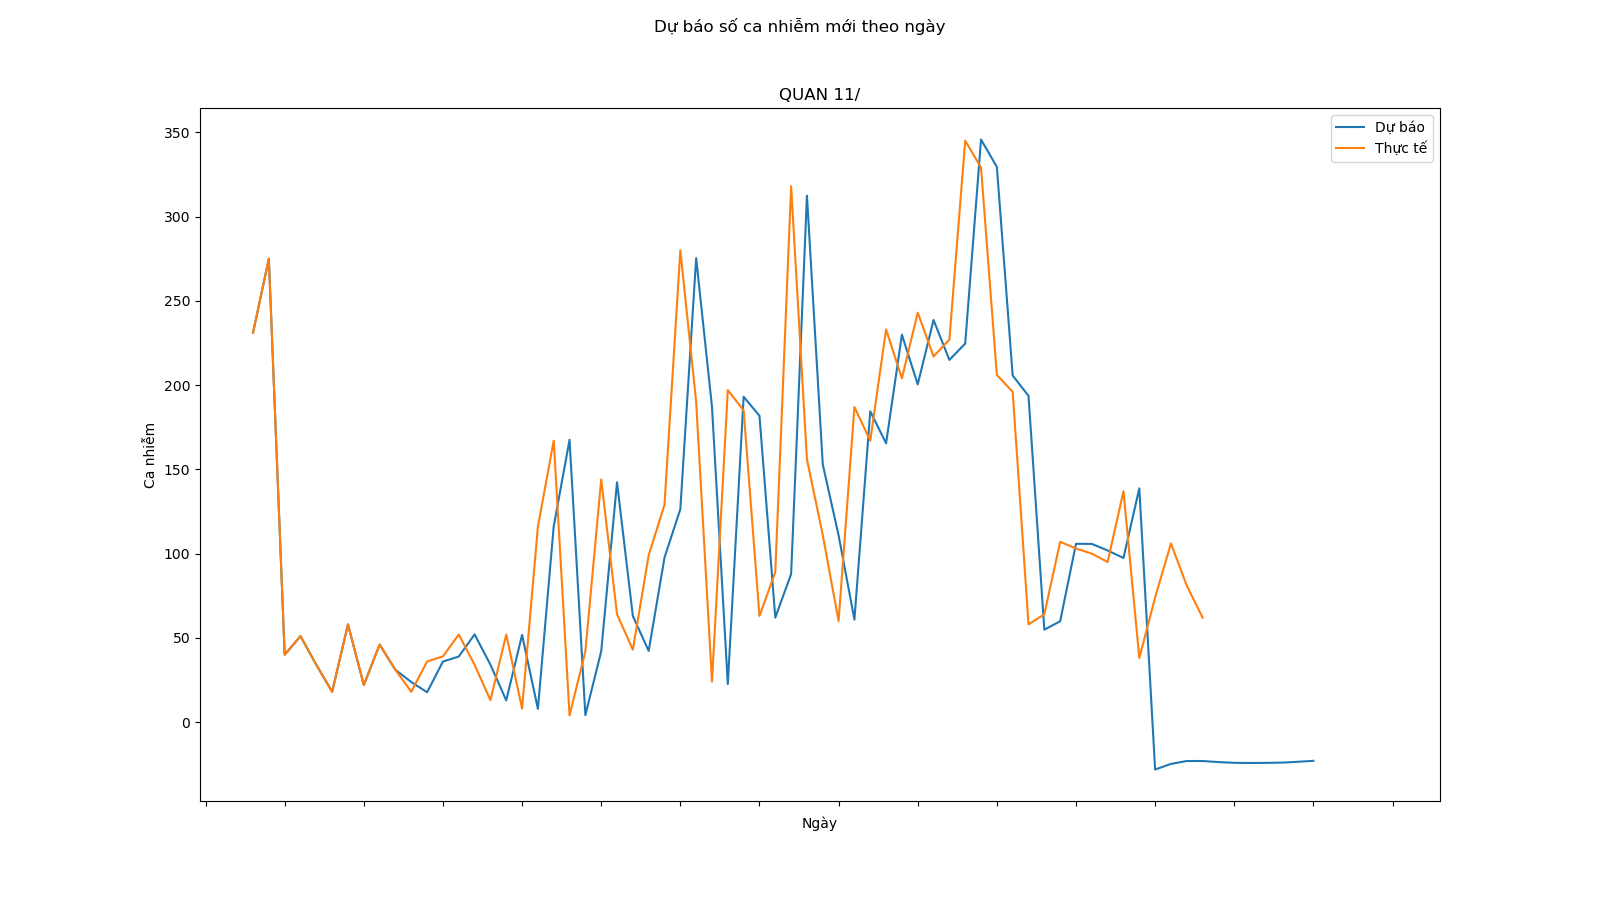 Dự báo số ca nhiễm mới theo ngày
QUAN 11/
Dự báo
Thực tế
350
300
250
200
150
100
50
0
Ca nhiễm
Ngày